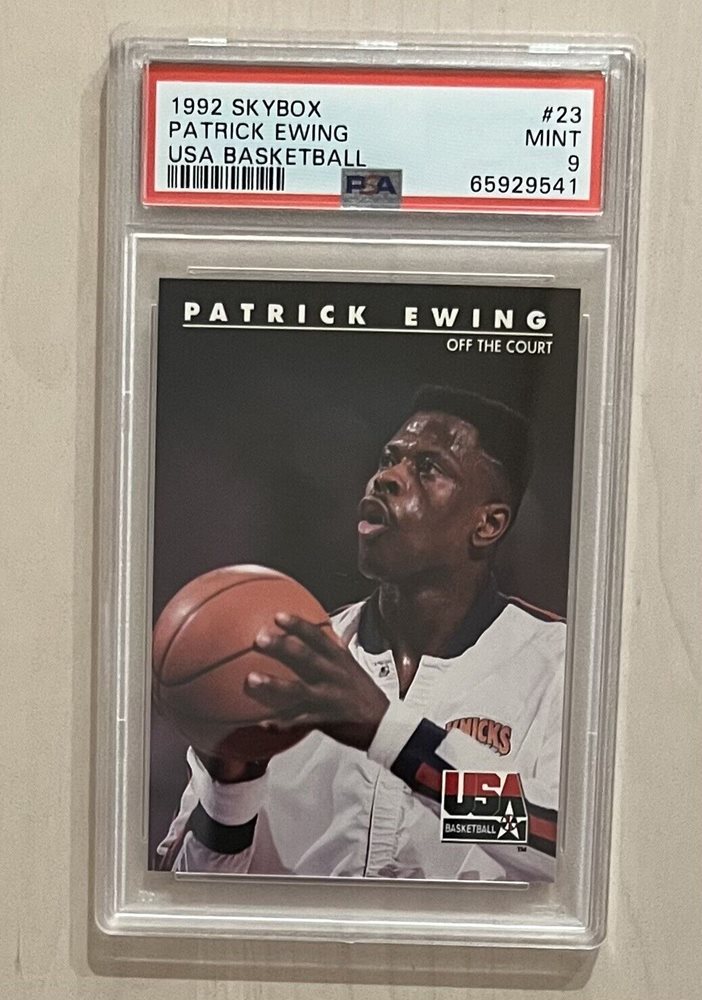 1992 SKYBOX #23
PATRICK EWING MINT
USA BASKETBALL 9
PSA 65929541
PATRICK EWING
OFF THE COURT
KNICKS
USA
BASKETBALL
TM